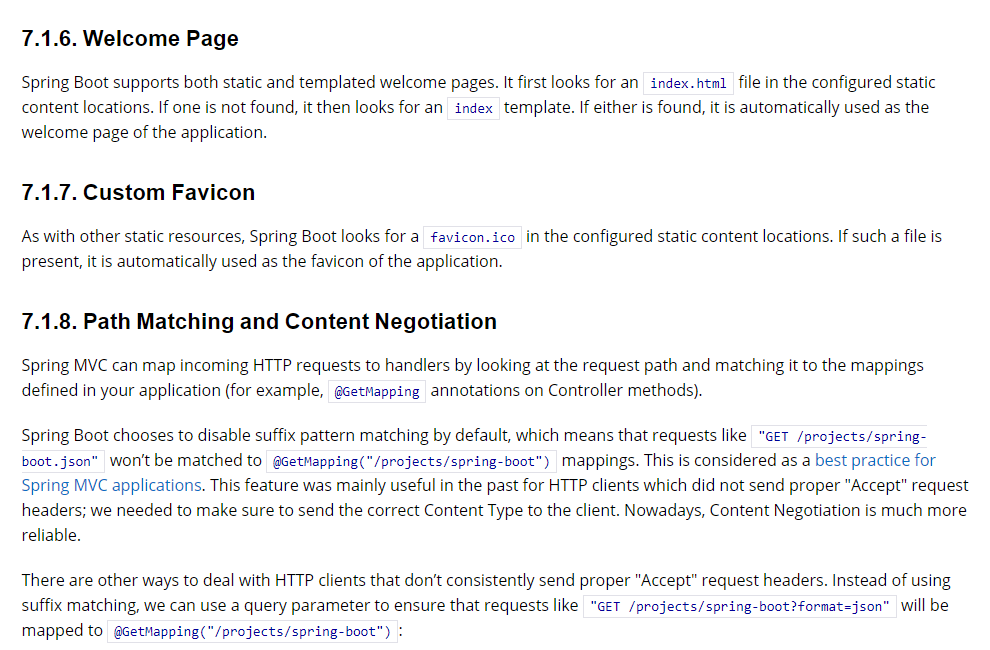 7.1.6. Welcome Page
Spring Boot supports both static and templated welcome pages. It first looks for an index.html file in the configured static
content locations. If one is not found, it then looks for an index template. If either is found, it is automatically used as the
welcome page of the application.
7.1.7. Custom Favicon
As with other static resources, Spring Boot looks for a favicon.ico in the configured static content locations. If such a file is
present, it is automatically used as the favicon of the application.
7.1.8. Path Matching and Content Negotiation
Spring MVC can map incoming HTTP requests to handlers by looking at the request path and matching it to the mappings
defined in your application (for example, @GetMapping annotations on Controller methods).
Spring Boot chooses to disable suffix pattern matching by default, which means that requests like "GET /projects/spring-
boot.json" won’t be matched to @GetMapping("/projects/spring-boot") mappings. This is considered as a best practice for
Spring MVC applications. This feature was mainly useful in the past for HTTP clients which did not send proper "Accept" request
headers; we needed to make sure to send the correct Content Type to the client. Nowadays, Content Negotiation is much more
reliable.
There are other ways to deal with HTTP clients that don’t consistently send proper "Accept" request headers. Instead of using
suffix matching, we can use a query parameter to ensure that requests like "GET /projects/spring-boot?format=json" will be
mapped to @GetMapping("/projects/spring-boot") :